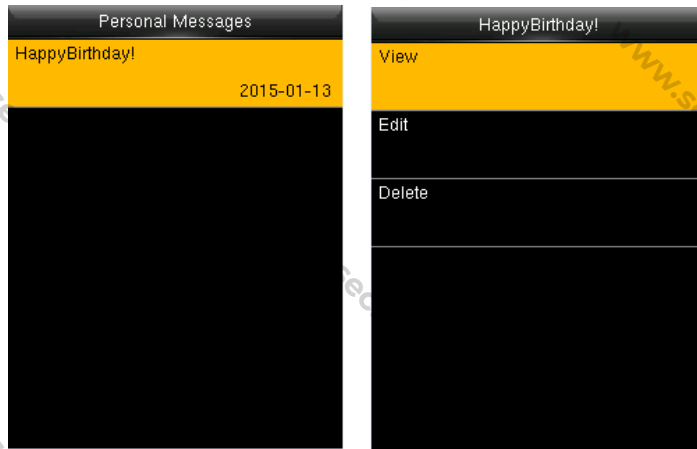 Personal Messages
HappyBirthday!
2015-01-13
HappyBirthday!
View
Edit
Delete